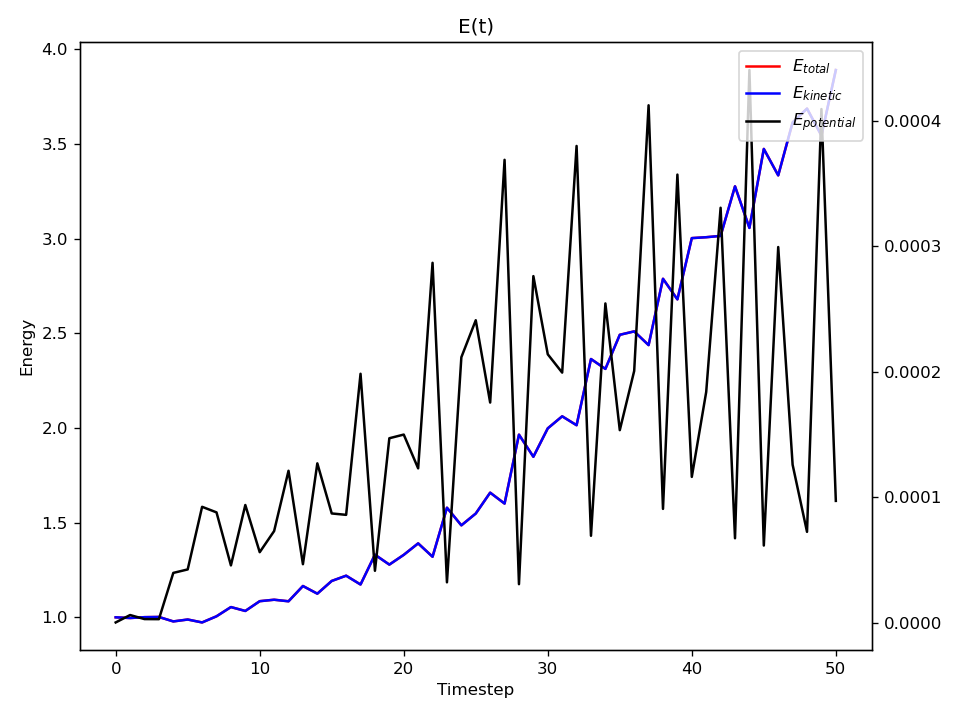 E(t)
4.0
3.5
3.0
2.5
2.0
1.5
1.0
Energy
0.0004
0.0003
0.0002
0.0001
0.0000
E_total
E_kinetic
E_potential
0 10 20 30 40 50
Timestep